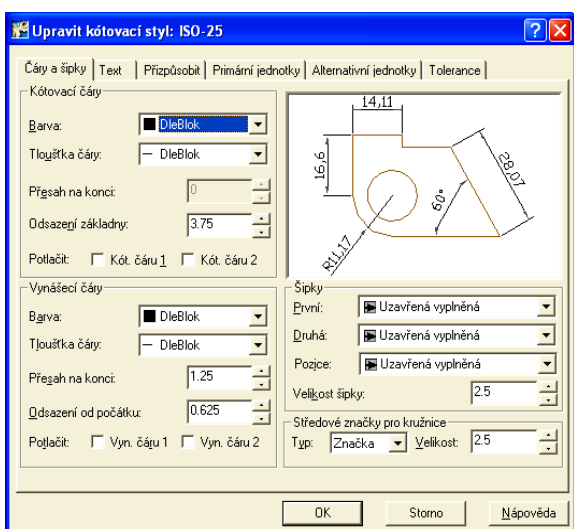 Upravit kótovací styl: ISO-25
Čáry a šipky Text Přizpůsobit Primární jednotky Alternativní jednotky Tolerance
Kótovací čáry
Barva: DleBlok
Tloušťka čáry: DleBlok
Přesah na konci: 0
Odsazení základny: 3.75
Potlačit: Kót. čáru 1 Kót. čáru 2
14,11
16,6
28,07
60°
R11,17
Vynášecí čáry
Barva: DleBlok
Tloušťka čáry: DleBlok
Přesah na konci: 1.25
Odsazení od počátku: 0.625
Potlačit: Vyn. čáru 1 Vyn. čáru 2
Šipky
První: Uzavřená vyplněná
Druhá: Uzavřená vyplněná
Pozice: Uzavřená vyplněná
Velikost šipky: 2.5
Středové značky pro kružnice
Typ: Značka Velikost: 2.5
OK Storno Nápověda